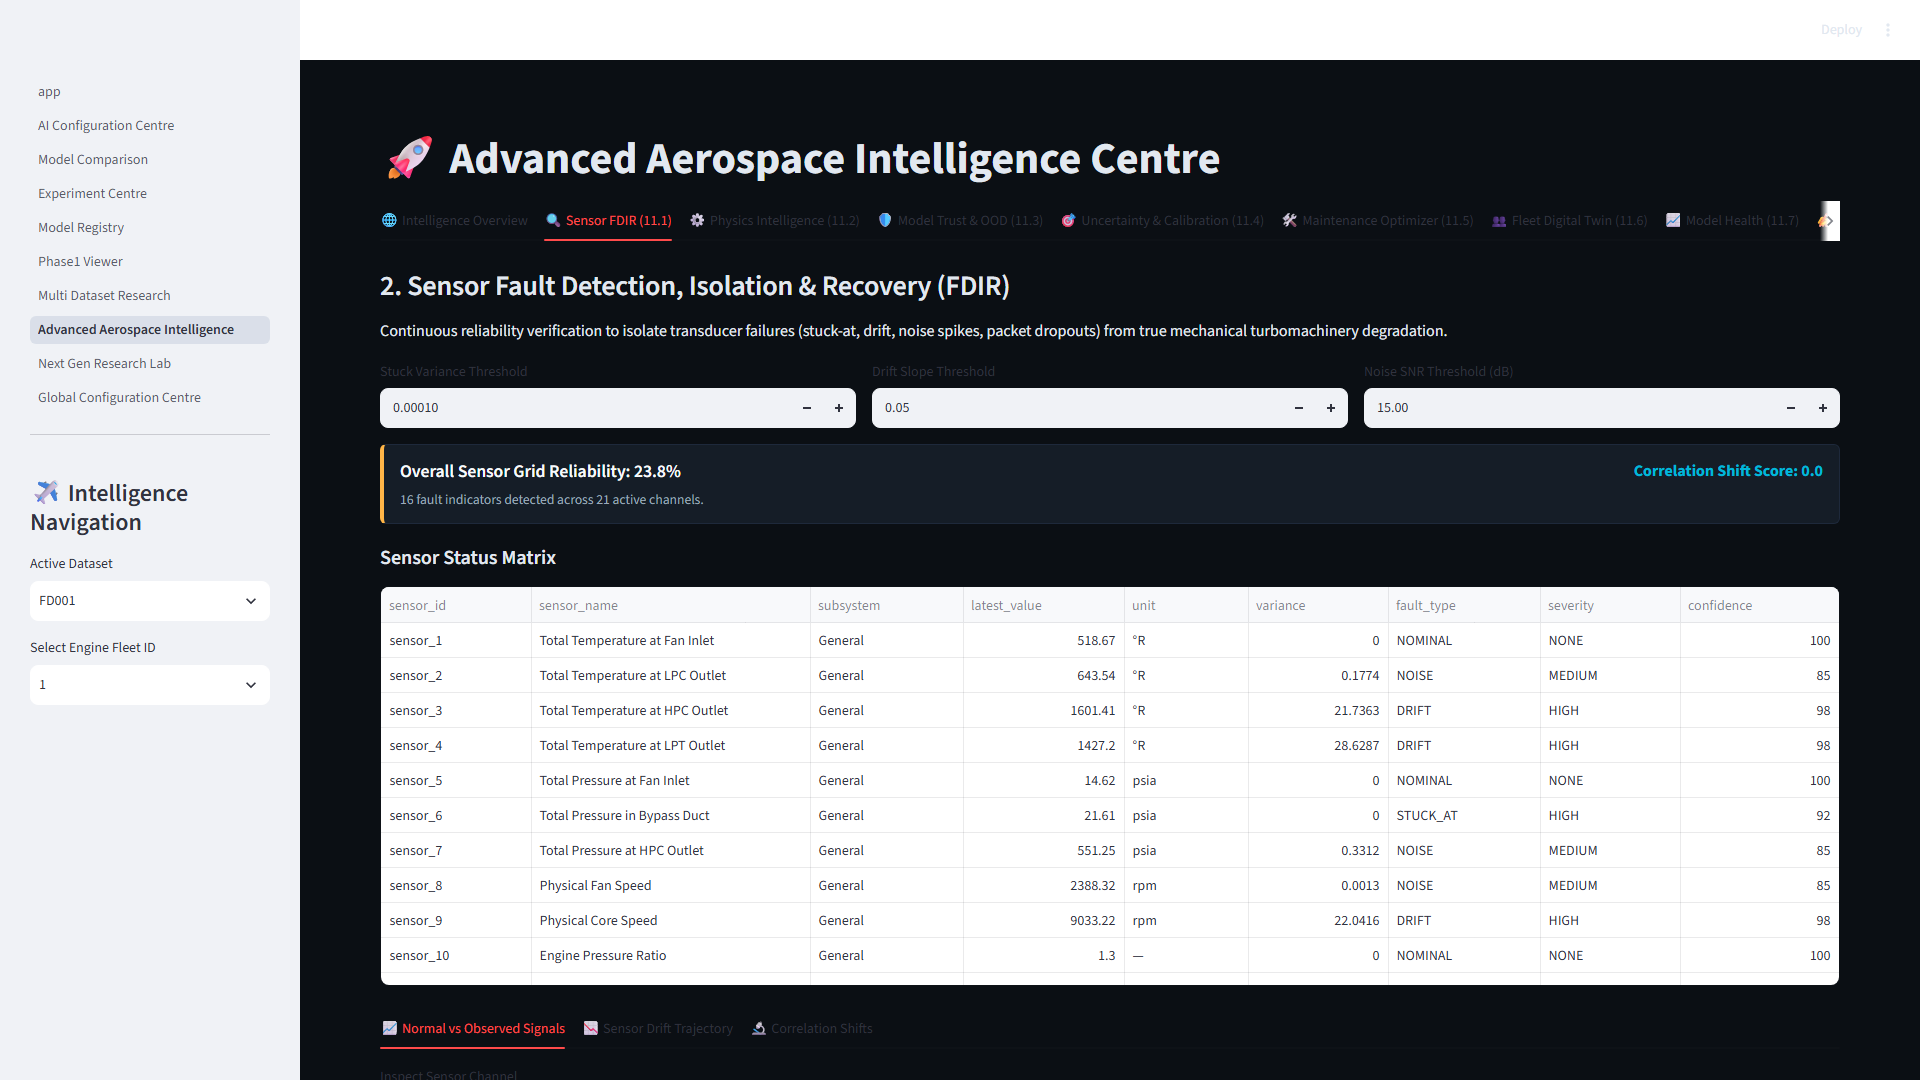 Deploy
app
AI Configuration Centre
Model Comparison
Experiment Centre
Model Registry
Phase1 Viewer
Multi Dataset Research
Advanced Aerospace Intelligence
Next Gen Research Lab
Global Configuration Centre
Intelligence Navigation
Active Dataset
FD001
Select Engine Fleet ID
1
Advanced Aerospace Intelligence Centre
Intelligence Overview Sensor FDIR (11.1) Physics Intelligence (11.2) Model Trust & OOD (11.3) Uncertainty & Calibration (11.4) Maintenance Optimizer (11.5) Fleet Digital Twin (11.6) Model Health (11.7)
2. Sensor Fault Detection, Isolation & Recovery (FDIR)
Continuous reliability verification to isolate transducer failures (stuck-at, drift, noise spikes, packet dropouts) from true mechanical turbomachinery degradation.
Stuck Variance Threshold Drift Slope Threshold Noise SNR Threshold (dB)
0.00010 − + 0.05 − + 15.00 − +
Overall Sensor Grid Reliability: 23.8% Correlation Shift Score: 0.0
16 fault indicators detected across 21 active channels.
Sensor Status Matrix
sensor_id sensor_name subsystem latest_value unit variance fault_type severity confidence
sensor_1 Total Temperature at Fan Inlet General 518.67 °R 0 NOMINAL NONE 100
sensor_2 Total Temperature at LPC Outlet General 643.54 °R 0.1774 NOISE MEDIUM 85
sensor_3 Total Temperature at HPC Outlet General 1601.41 °R 21.7363 DRIFT HIGH 98
sensor_4 Total Temperature at LPT Outlet General 1427.2 °R 28.6287 DRIFT HIGH 98
sensor_5 Total Pressure at Fan Inlet General 14.62 psia 0 NOMINAL NONE 100
sensor_6 Total Pressure in Bypass Duct General 21.61 psia 0 STUCK_AT HIGH 92
sensor_7 Total Pressure at HPC Outlet General 551.25 psia 0.3312 NOISE MEDIUM 85
sensor_8 Physical Fan Speed General 2388.32 rpm 0.0013 NOISE MEDIUM 85
sensor_9 Physical Core Speed General 9033.22 rpm 22.0416 DRIFT HIGH 98
sensor_10 Engine Pressure Ratio General 1.3 — 0 NOMINAL NONE 100
Normal vs Observed Signals Sensor Drift Trajectory Correlation Shifts
Inspect Sensor Channel